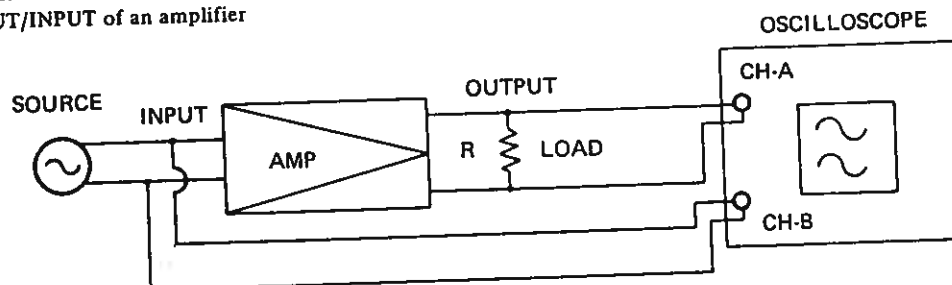 UT/INPUT of an amplifier
OSCILLOSCOPE
CH-A
SOURCE
INPUT
OUTPUT
AMP
R
LOAD
CH-B